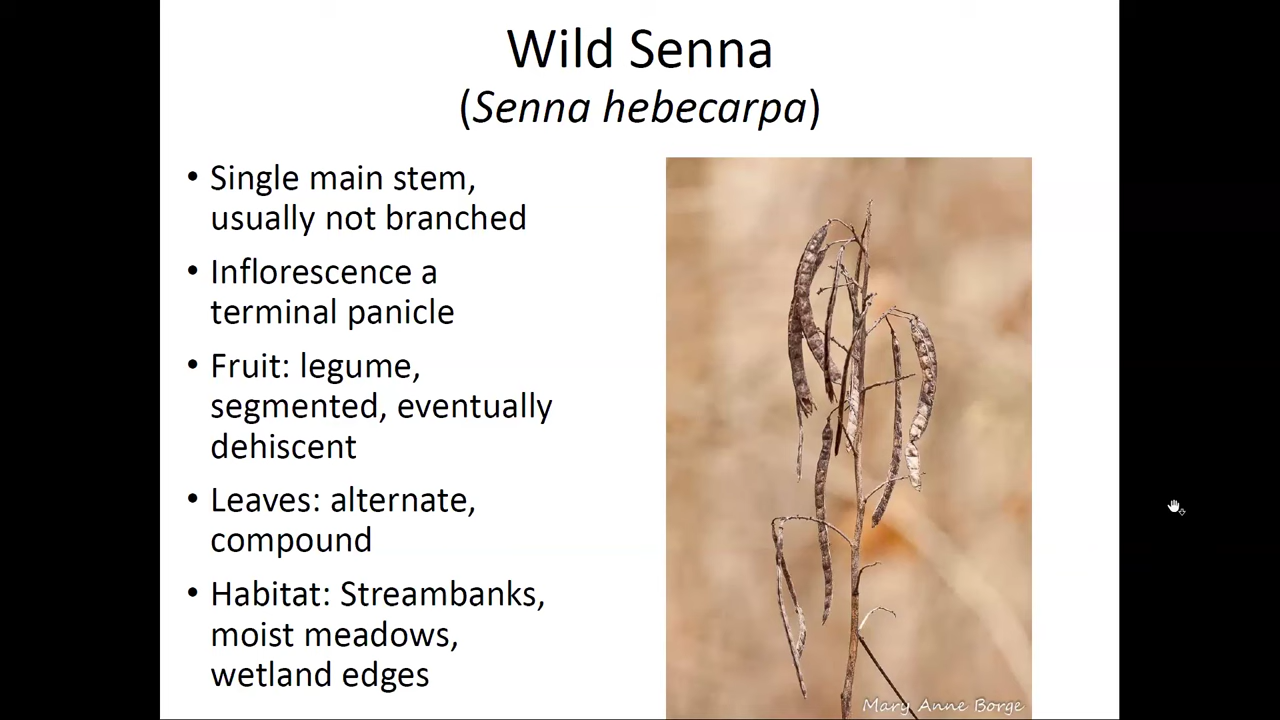 Wild Senna
(Senna hebecarpa)
• Single main stem,
usually not branched
• Inflorescence a
terminal panicle
• Fruit: legume,
segmented, eventually
dehiscent
• Leaves: alternate,
compound
• Habitat: Streambanks,
moist meadows,
wetland edges
Mary Anne Borge